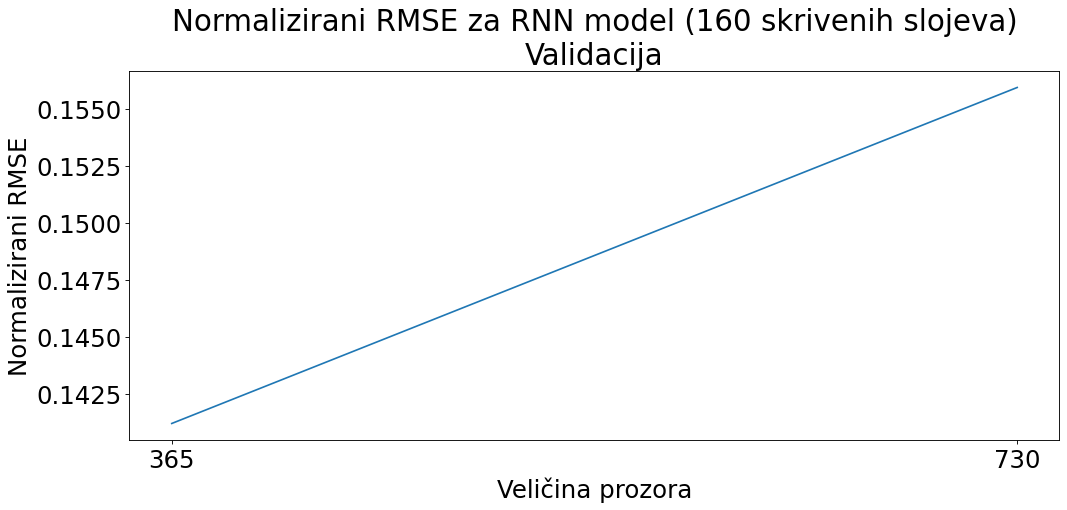 Normalizirani RMSE za RNN model (160 skrivenih slojeva)
Validacija
Normalizirani RMSE
0.1550
0.1525
0.1500
0.1475
0.1450
0.1425
365
730
Veličina prozora